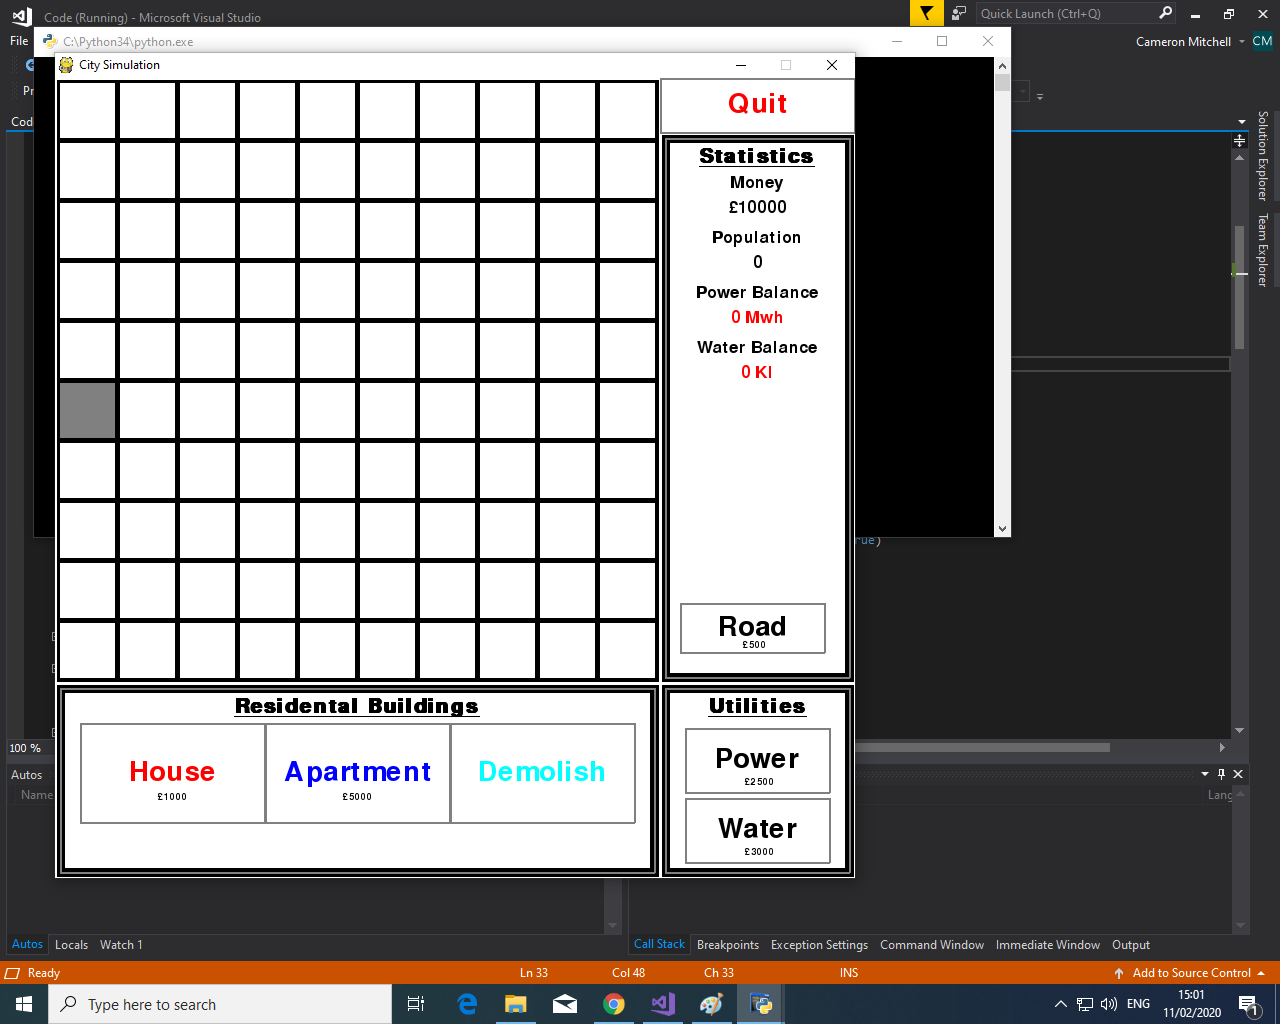 Code (Running) - Microsoft Visual Studio
Quick Launch (Ctrl+Q)
File
C:\Python34\python.exe
Cameron Mitchell
CM
City Simulation
Quit
Statistics
Money
£10000
Population
0
Power Balance
0 Mwh
Water Balance
0 Kl
Road
£500
Residental Buildings
House
£1000
Apartment
£5000
Demolish
Utilities
Power
£2500
Water
£3000
Solution Explorer
Team Explorer
100 %
Autos
Name
Lang
Autos
Locals
Watch 1
Call Stack
Breakpoints
Exception Settings
Command Window
Immediate Window
Output
Ready
Ln 33
Col 48
Ch 33
INS
Add to Source Control
Type here to search
ENG
15:01
11/02/2020
1